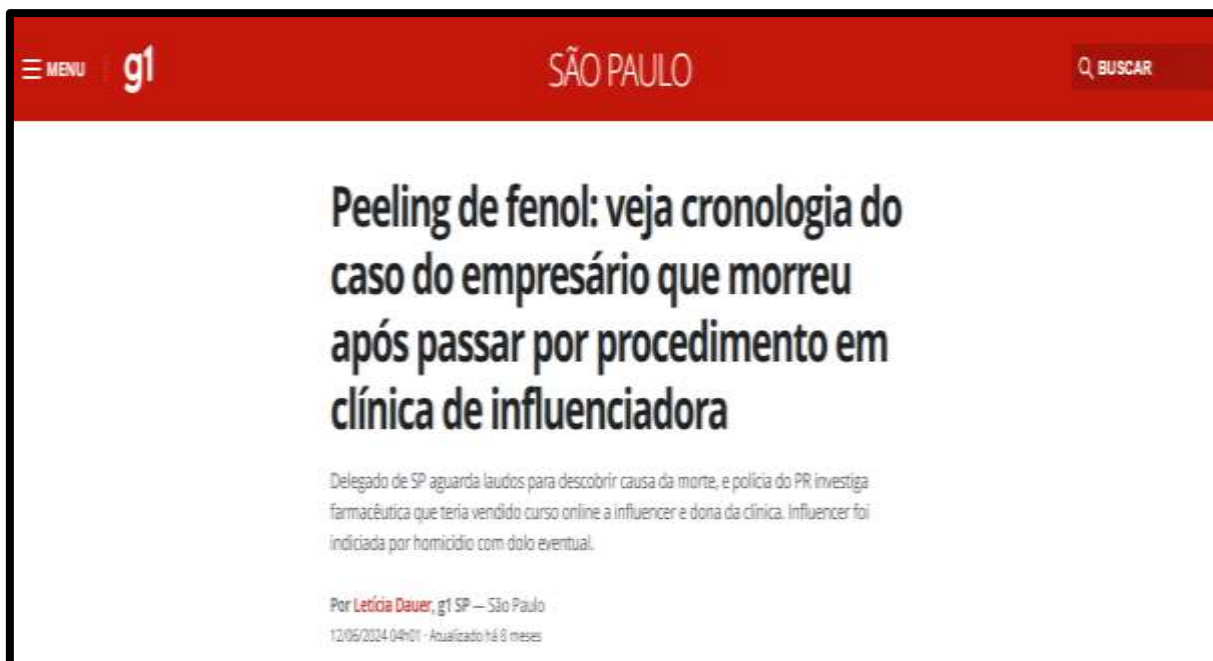 MENU
g1
SÃO PAULO
BUSCAR
Peeling de fenol: veja cronologia do
caso do empresário que morreu
após passar por procedimento em
clínica de influenciadora
Delegado de SP aguarda laudos para descobrir causa da morte, e polícia do PR investiga
farmacêutica que teria vendido curso online a influencer e dona da clínica. Influencer foi
indiciada por homicídio com dolo eventual.
Por Letícia Dauer, g1 SP — São Paulo
12/06/2024 04h01 · Atualizado há 8 meses